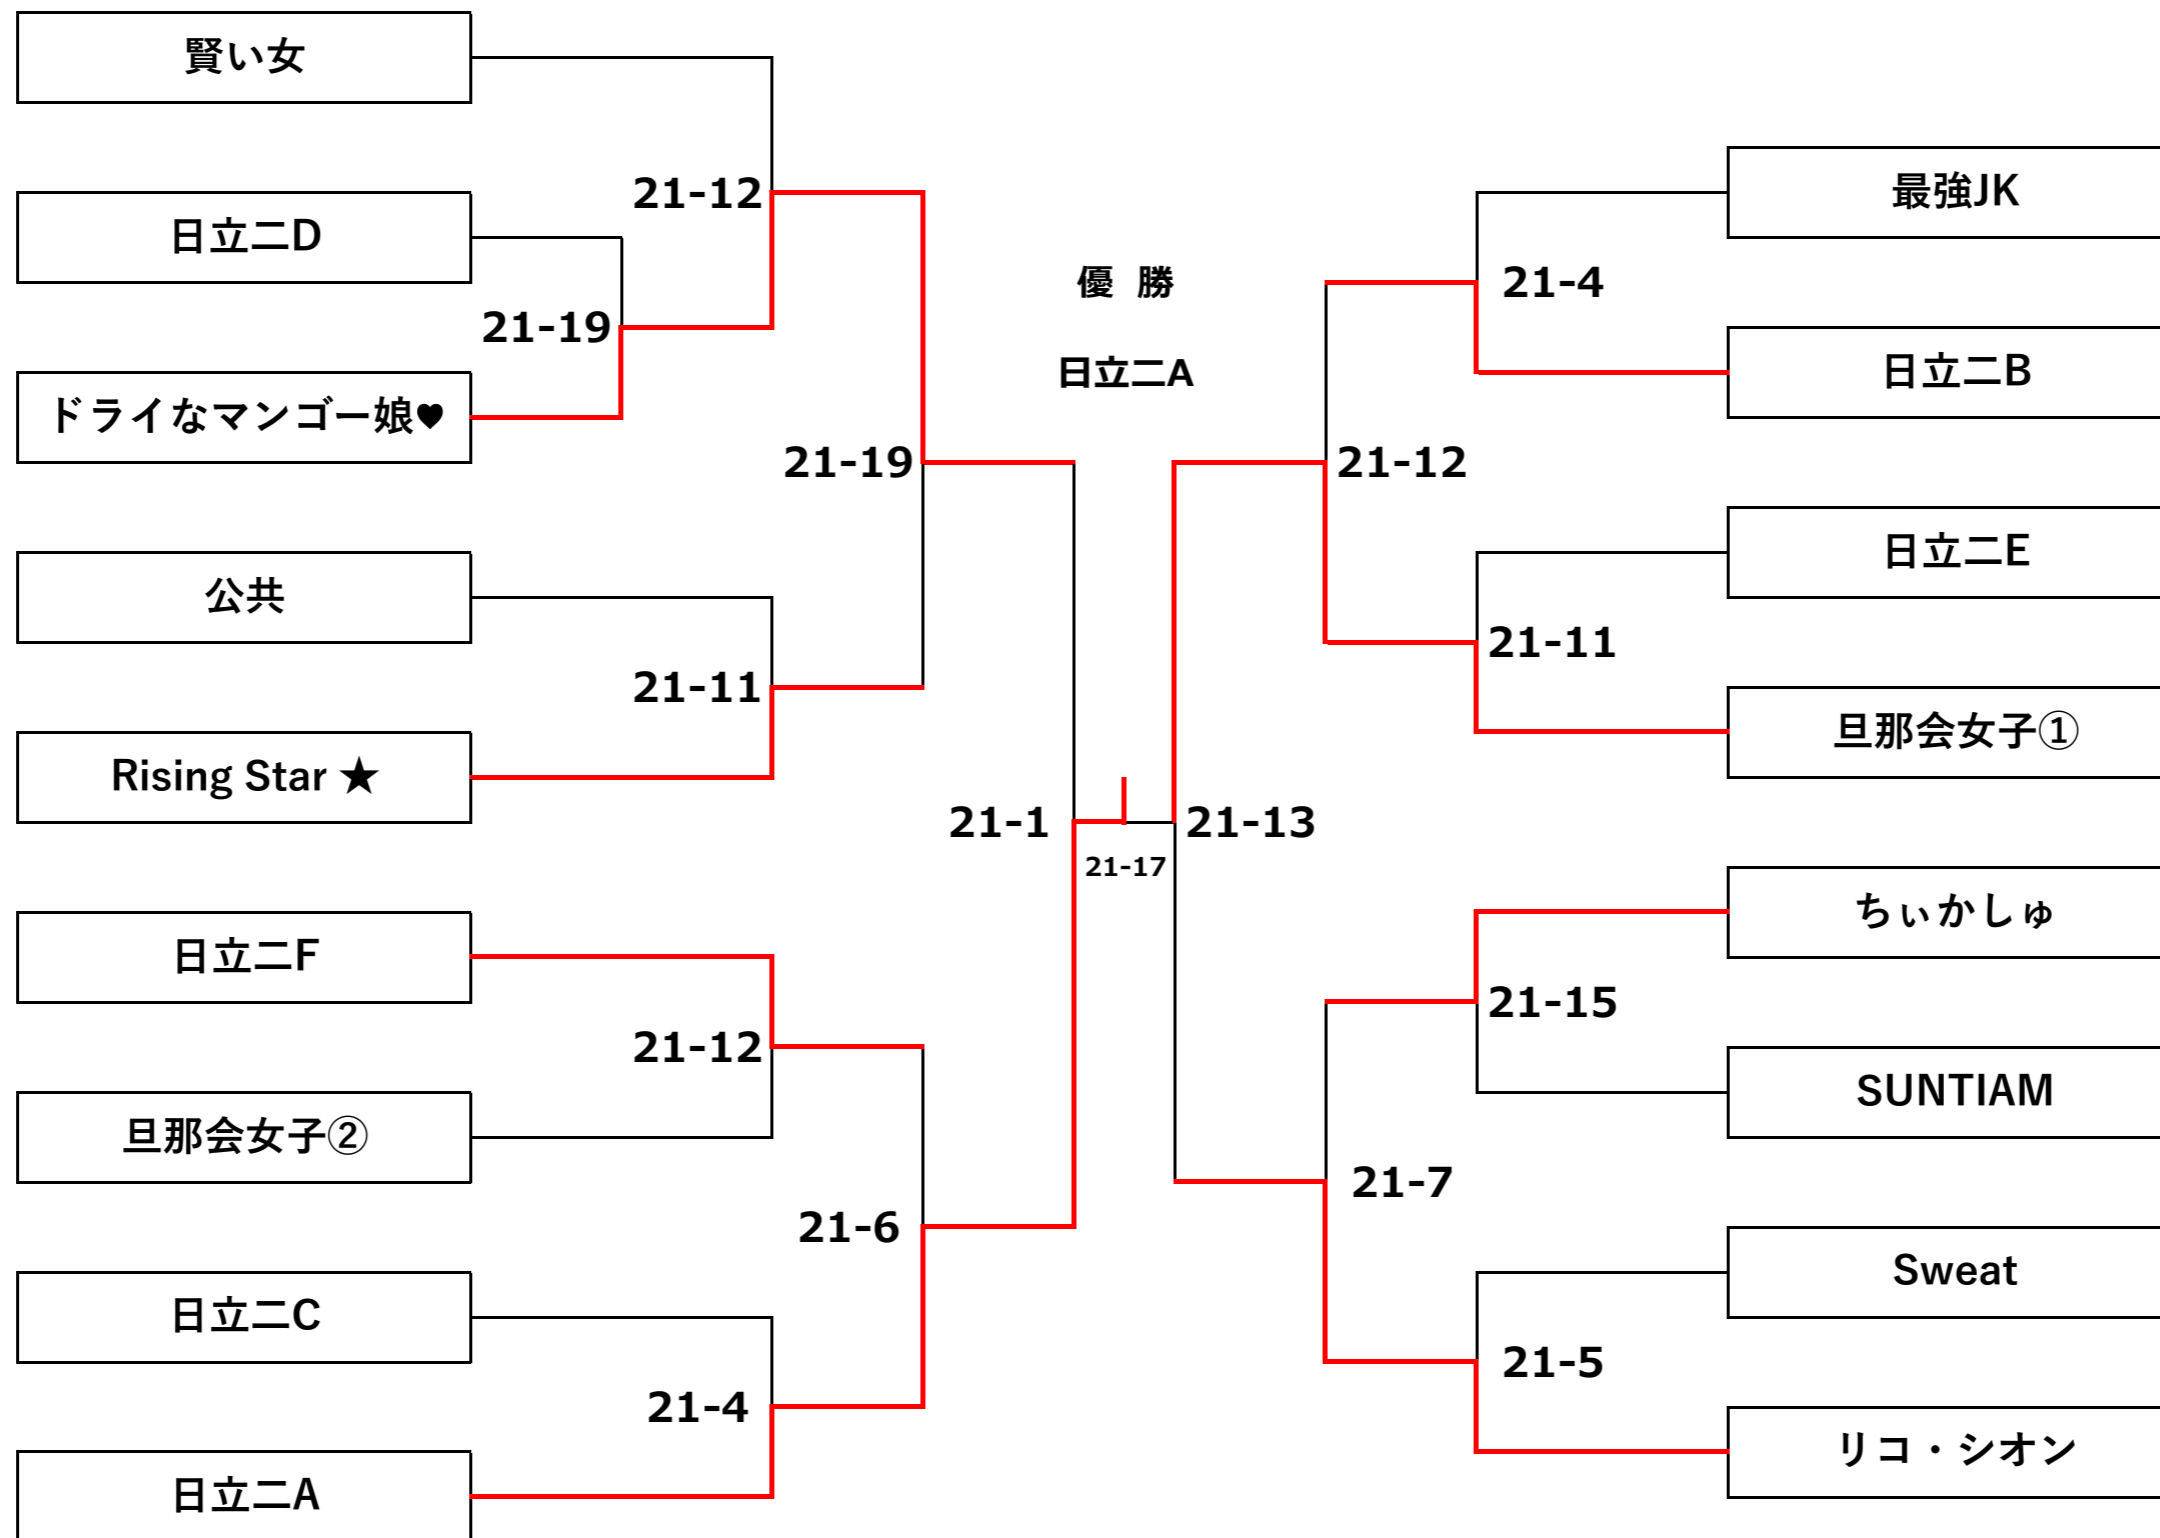 賢い女
21-12
日立二D
21-19
ドライなマンゴー娘♥
21-19
公共
21-11
Rising Star ★
21-1
日立二F
21-12
旦那会女子②
21-6
日立二C
21-4
日立二A
優 勝
日立二A
21-17
最強JK
21-4
日立二B
21-12
日立二E
21-11
旦那会女子①
21-13
ちぃかしゅ
21-15
SUNTIAM
21-7
Sweat
21-5
リコ・シオン